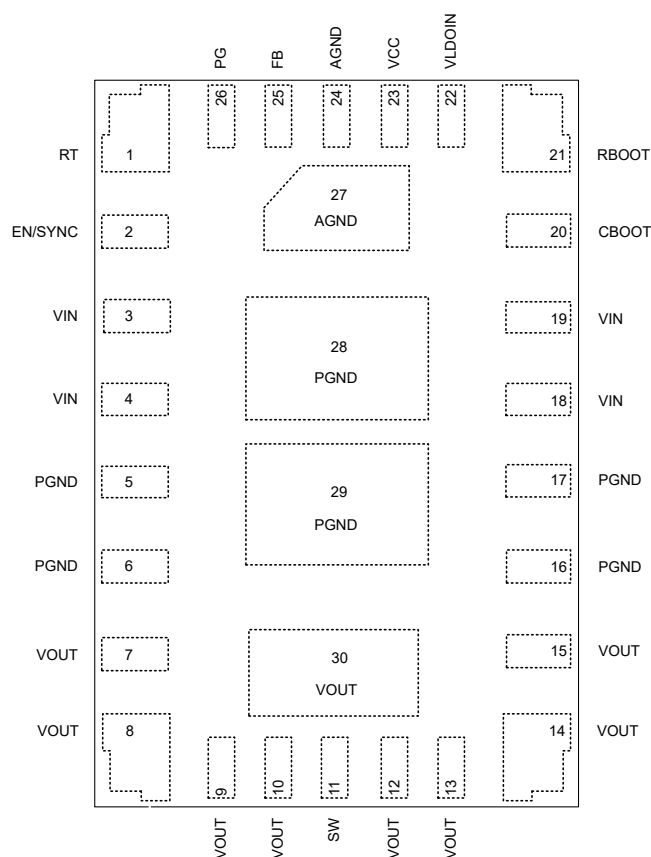 PG
FB
AGND
VCC
VLDOIN
26
25
24
23
22
RT
1
21
RBOOT
27
AGND
EN/SYNC
2
20
CBOOT
VIN
3
19
VIN
28
PGND
VIN
4
18
VIN
PGND
5
17
PGND
29
PGND
PGND
6
16
PGND
VOUT
7
15
VOUT
30
VOUT
VOUT
8
14
VOUT
9
10
11
12
13
VOUT
VOUT
SW
VOUT
VOUT